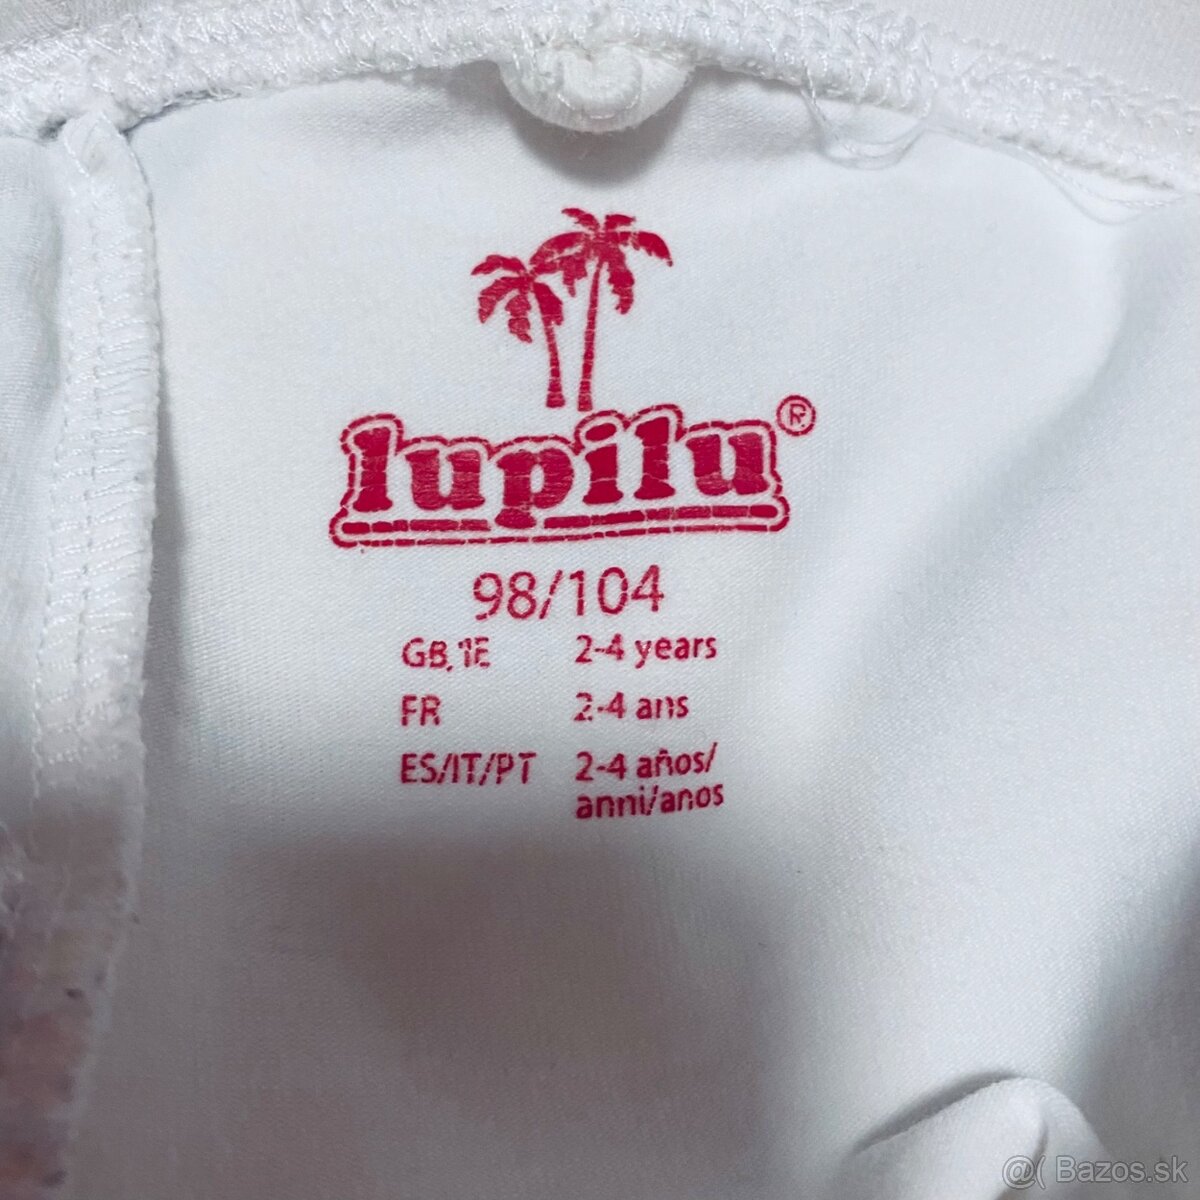 lupilu®
98/104
GB, IE 2-4 years
FR 2-4 ans
ES/IT/PT 2-4 años/
anni/anos
@( Bazos.sk